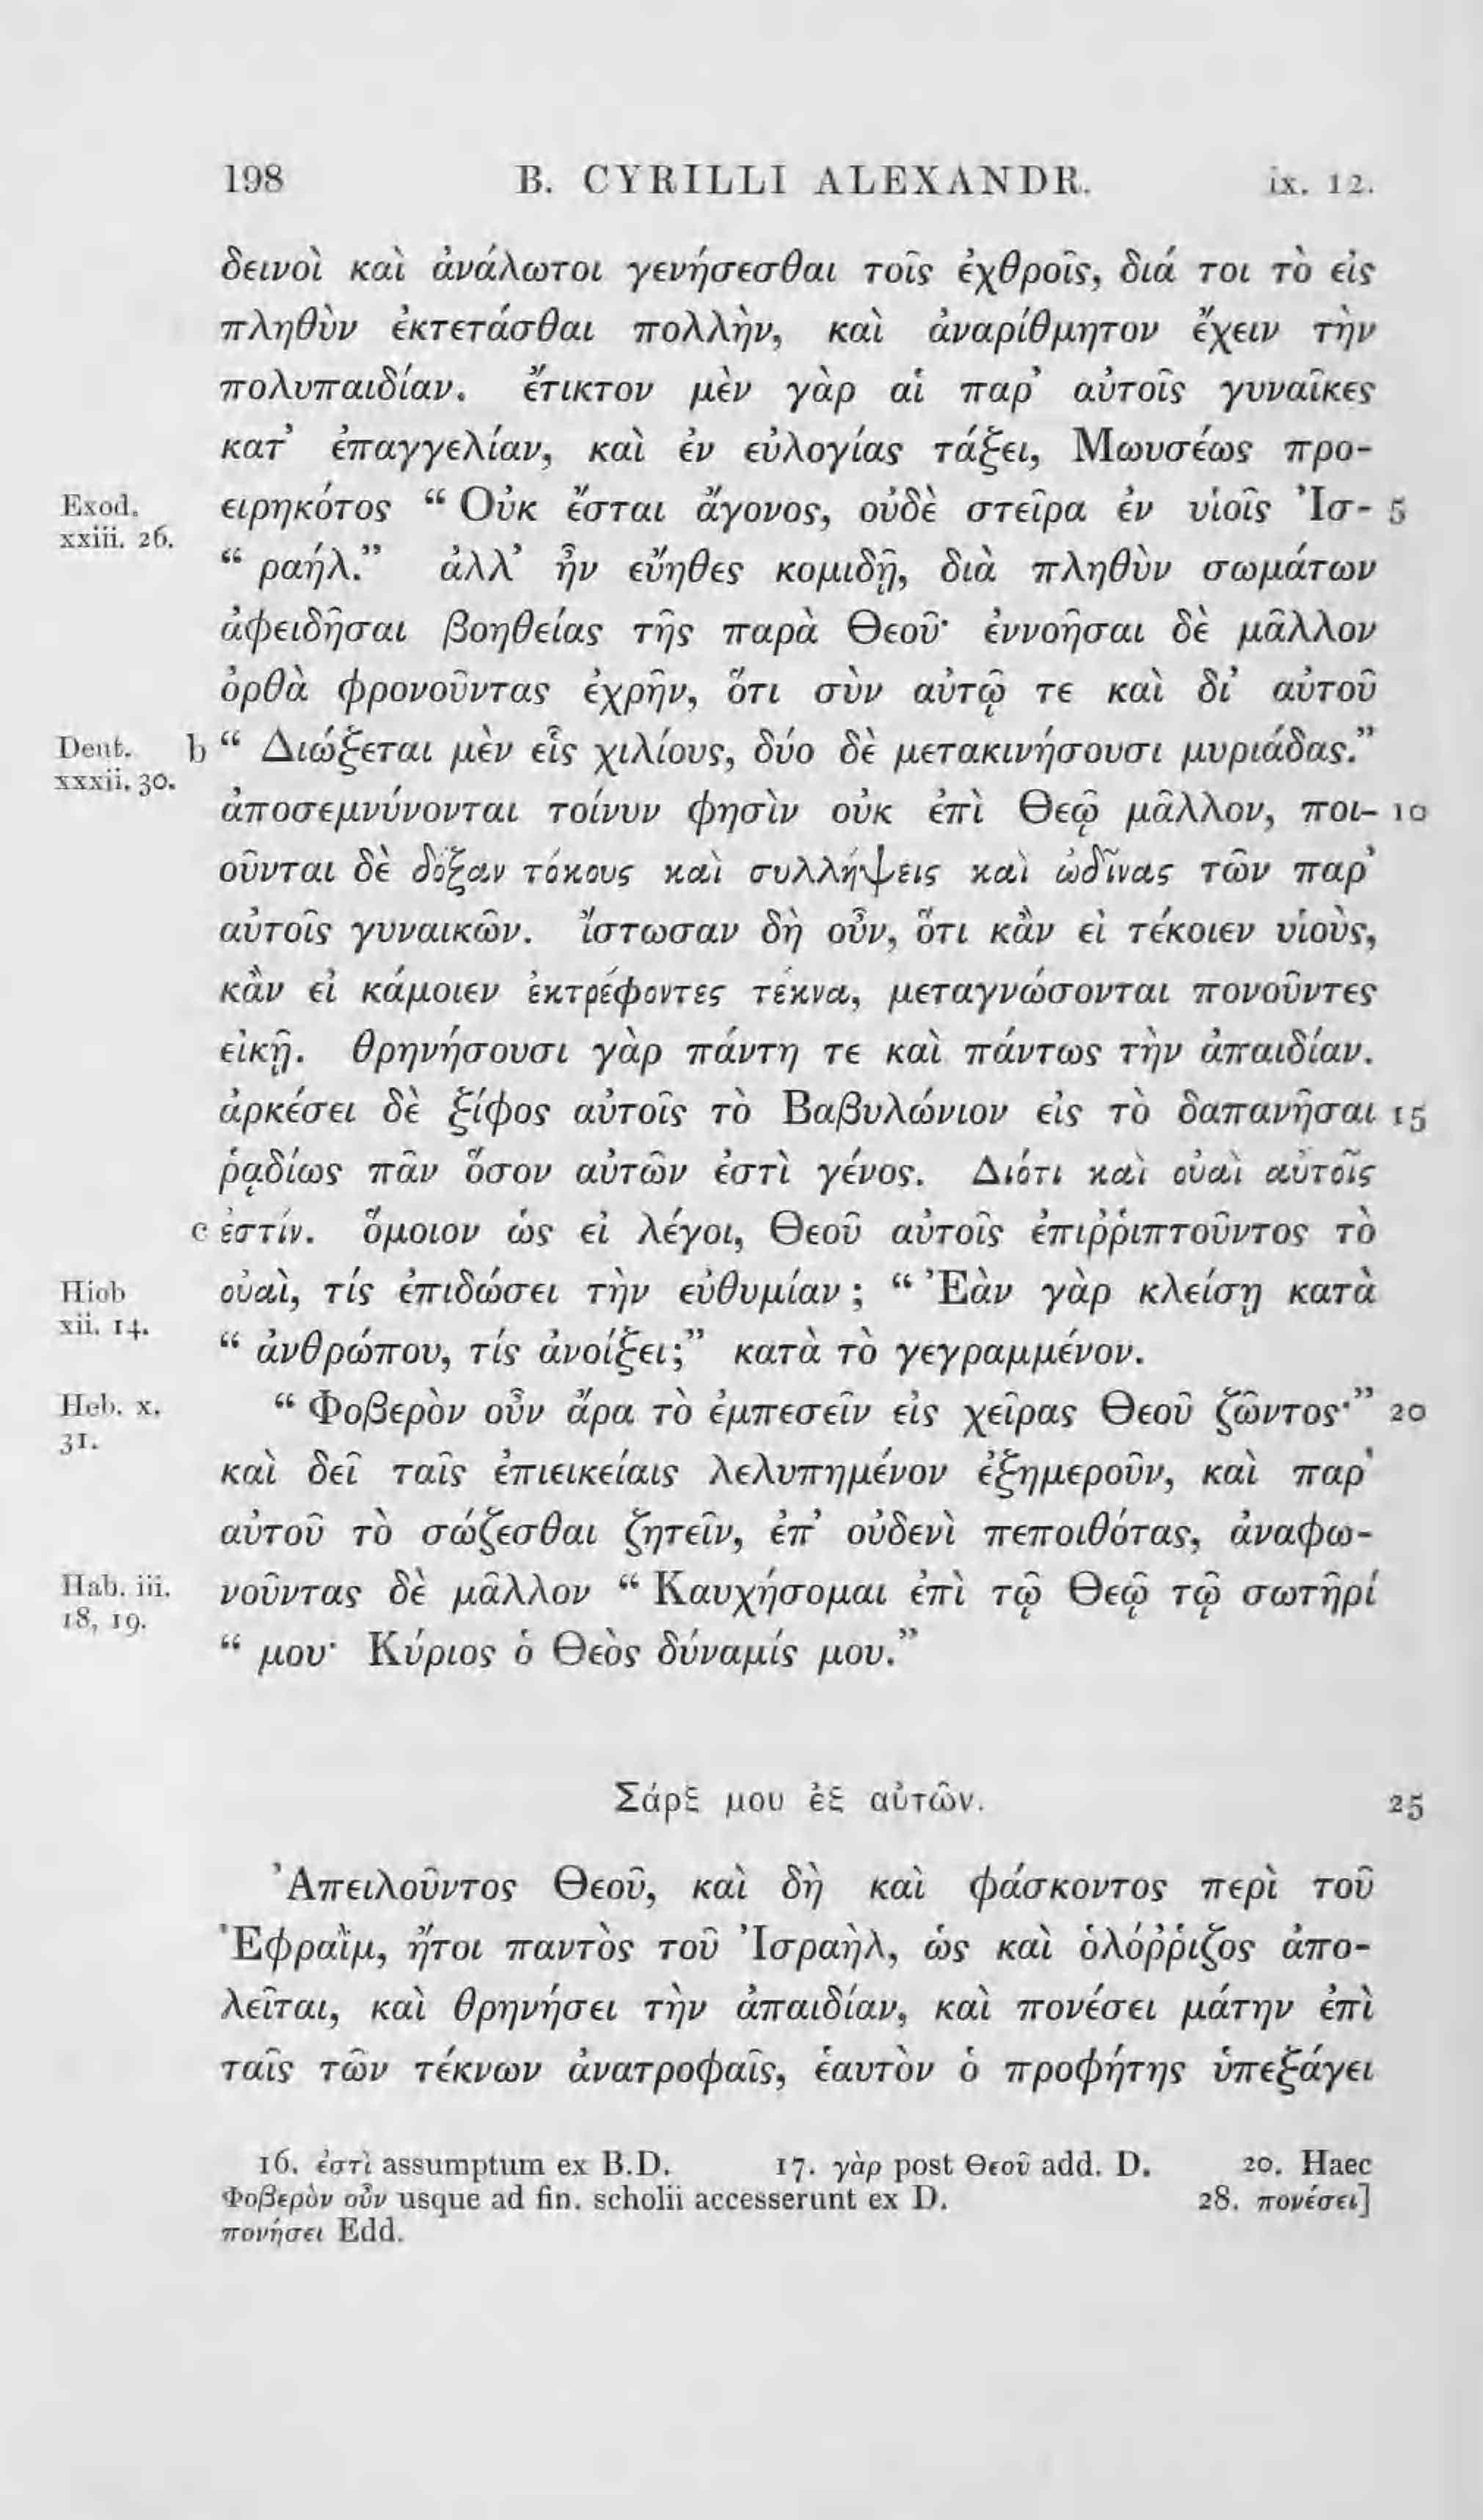 198 B. CYRILLI ALEXANDR. ix. 12.
δεινοὶ καὶ ἀνάλωτοι γενήσεσθαι τοῖς ἐχθροῖς, διά τοι τὸ εἰς
πληθὺν ἐκτετάσθαι πολλὴν, καὶ ἀναρίθμητον ἔχειν τὴν
πολυπαιδίαν. ἔτικτον μὲν γὰρ αἱ παρ’ αὐτοῖς γυναῖκες
κατ’ ἐπαγγελίαν, καὶ ἐν εὐλογίας τάξει, Μωυσέως προ-
Exod. xxiii. 26. ειρηκότος “ Οὐκ ἔσται ἄγονος, οὐδὲ στεῖρα ἐν υἱοῖς Ἰσ- 5
“ ραήλ.” ἀλλ’ ἦν εὔηθες κομιδῇ, διὰ πληθὺν σωμάτων
ἀφειδῆσαι βοηθείας τῆς παρὰ Θεοῦ· ἐννοῆσαι δὲ μᾶλλον
ὀρθὰ φρονοῦντας ἐχρῆν, ὅτι σὺν αὐτῷ τε καὶ δι’ αὐτοῦ
Deut. xxxii. 30. b “ Διώξεται μὲν εἷς χιλίους, δύο δὲ μετακινήσουσι μυριάδας.”
ἀποσεμνύνονται τοίνυν φησὶν οὐκ ἐπὶ Θεῷ μᾶλλον, ποι- 10
οῦνται δὲ δόξαν τόκους καὶ συλλήψεις καὶ ὠδῖνας τῶν παρ’
αὐτοῖς γυναικῶν. ἴστωσαν δὴ οὖν, ὅτι κἂν εἰ τέκοιεν υἱοὺς,
κἂν εἰ κάμοιεν ἐκτρέφοντες τέκνα, μεταγνώσονται πονοῦντες
εἰκῇ. θρηνήσουσι γὰρ πάντη τε καὶ πάντως τὴν ἀπαιδίαν.
ἀρκέσει δὲ ξίφος αὐτοῖς τὸ Βαβυλώνιον εἰς τὸ δαπανῆσαι 15
ῥᾳδίως πᾶν ὅσον αὐτῶν ἐστὶ γένος. Διότι καὶ οὐαὶ αὐτοῖς
c ἐστίν. ὅμοιον ὡς εἰ λέγοι, Θεοῦ αὐτοῖς ἐπιῤῥιπτοῦντος τὸ
Hiob xii. 14. οὐαὶ, τίς ἐπιδώσει τὴν εὐθυμίαν ; “ Ἐὰν γὰρ κλείσῃ κατὰ
“ ἀνθρώπου, τίς ἀνοίξει;” κατὰ τὸ γεγραμμένον.
Heb. x. 31. “ Φοβερὸν οὖν ἄρα τὸ ἐμπεσεῖν εἰς χεῖρας Θεοῦ ζῶντος·” 20
καὶ δεῖ ταῖς ἐπιεικείαις λελυπημένον ἐξημεροῦν, καὶ παρ’
αὐτοῦ τὸ σώζεσθαι ζητεῖν, ἐπ’ οὐδενὶ πεποιθότας, ἀναφω-
Hab. iii. 18, 19. νοῦντας δὲ μᾶλλον “ Καυχήσομαι ἐπὶ τῷ Θεῷ τῷ σωτῆρί
“ μου· Κύριος ὁ Θεὸς δύναμίς μου.”
Σάρξ μου ἐξ αὐτῶν. 25
Ἀπειλοῦντος Θεοῦ, καὶ δὴ καὶ φάσκοντος περὶ τοῦ
Ἐφραῒμ, ἤτοι παντὸς τοῦ Ἰσραὴλ, ὡς καὶ ὁλόῤῥιζος ἀπο-
λεῖται, καὶ θρηνήσει τὴν ἀπαιδίαν, καὶ πονέσει μάτην ἐπὶ
ταῖς τῶν τέκνων ἀνατροφαῖς, ἑαυτὸν ὁ προφήτης ὑπεξάγει
16. ἐστὶ assumptum ex B.D. 17. γὰρ post Θεοῦ add. D. 20. Haec
Φοβερὸν οὖν usque ad fin. scholii accesserunt ex D. 28. πονέσει]
πονήσει Edd.